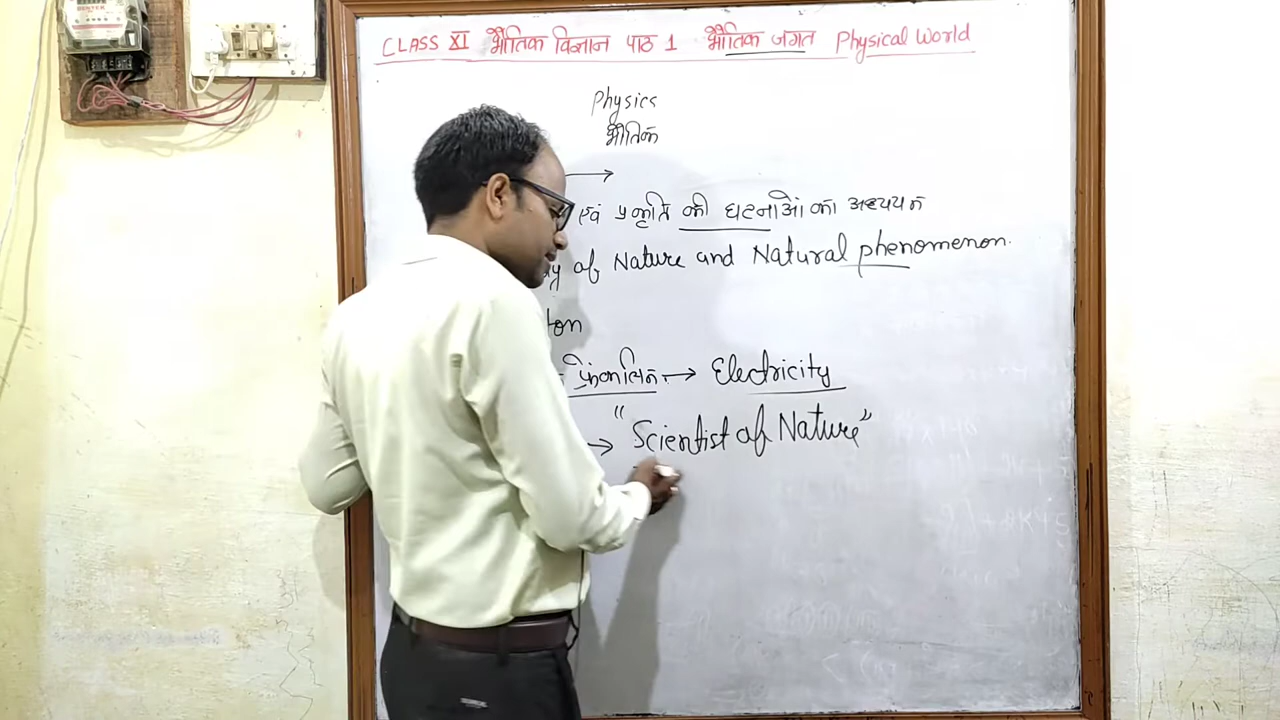 CLASS XI भौतिक विज्ञान पाठ 1 भौतिक जगत Physical World
Physics
भौतिक
→
एवं प्रकृति की घटनाओं का अध्ययन
of Nature and Natural phenomenon.
फ्रेंकलिन → Electricity
→ "Scientist of Nature"